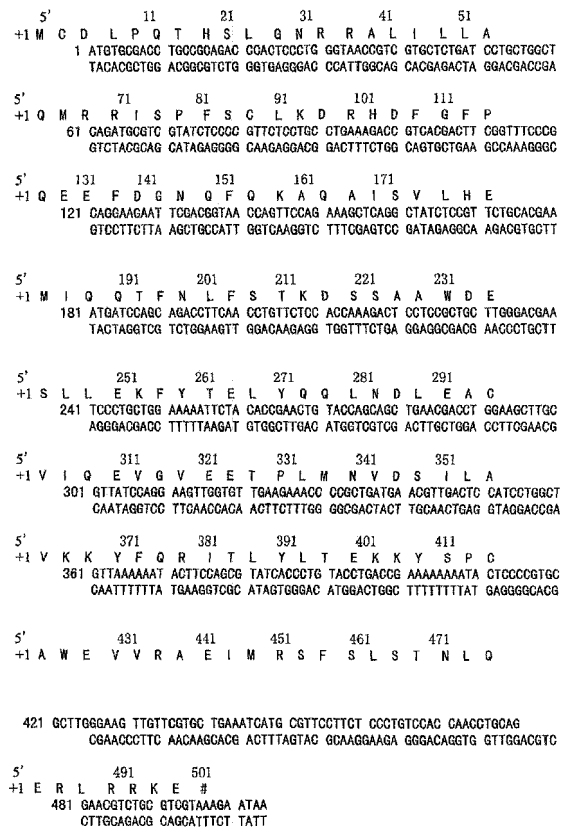 5' 11 21 31 41 51
+1 M C D L P Q T H S L G N R R A L I L L A
1 ATGTGCGACC TGCCGCAGAC CCACTCCCTG GGTAACCGTC GTGCTCTGAT CCTGCTGGCT
TACACGCTGG ACGGCGTCTG GGTGAGGGAC CCATTGGCAG CACGAGACTA GGACGACCGA
5' 71 81 91 101 111
+1 Q M R R I S P F S C L K D R H D F G F P
61 CAGATGCGTC GTATCTCCCC GTTCTCCTGC CTGAAAGACC GTCACGACTT CGGTTTCCCG
GTCTACGCAG CATAGAGGGG CAAGAGGACG GACTTTCTGG CAGTGCTGAA GCCAAAGGGC
5' 131 141 151 161 171
+1 Q E E F D G N Q F Q K A Q A I S V L H E
121 CAGGAAGAAT TCGACGGTAA CCAGTTCCAG AAAGCTCAGG CTATCTCCGT TCTGCACGAA
GTCCTTCTTA AGCTGCCATT GGTCAAGGTC TTTCGAGTCC GATAGAGGCA AGACGTGCTT
5' 191 201 211 221 231
+1 M I Q Q T F N L F S T K D S S A A W D E
181 ATGATCCAGC AGACCTTCAA CCTGTTCTCC ACCAAAGACT CCTCCGCTGC TTGGGACGAA
TACTAGGTCG TCTGGAAGTT GGACAAGAGG TGGTTTCTGA GGAGGCGACG AACCCTGCTT
5' 251 261 271 281 291
+1 S L L E K F Y T E L Y Q Q L N D L E A C
241 TCCCTGCTGG AAAAATTCTA CACCGAACTG TACCAGCAGC TGAACGACCT GGAAGCTTGC
AGGGACGACC TTTTTAAGAT GTGGCTTGAC ATGGTCGTCG ACTTGCTGGA CCTTCGAACG
5' 311 321 331 341 351
+1 V I Q E V G V E E T P L M N V D S I L A
301 GTTATCCAGG AAGTTGGTGT TGAAGAAACC CCGCTGATGA ACGTTGACTC CATCCTGGCT
CAATAGGTCC TTCAACCACA ACTTCTTTGG GGCGACTACT TGCAACTGAG GTAGGACCGA
5' 371 381 391 401 411
+1 V K K Y F Q R I T L Y L T E K K Y S P C
361 GTTAAAAAAT ACTTCCAGCG TATCACCCTG TACCTGACCG AAAAAAAATA CTCCCCGTGC
CAATTTTTTA TGAAGGTCGC ATAGTGGGAC ATGGACTGGC TTTTTTTTAT GAGGGGCACG
5' 431 441 451 461 471
+1 A W E V V R A E I M R S F S L S T N L Q
421 GCTTGGGAAG TTGTTCGTGC TGAAATCATG CGTTCCTTCT CCCTGTCCAC CAACCTGCAG
CGAACCCTTC AACAAGCACG ACTTTAGTAC GCAAGGAAGA GGGACAGGTG GTTGGACGTC
5' 491 501
+1 E R L R R K E #
481 GAACGTCTGC GTCGTAAAGA ATAA
CTTGCAGACG CAGCATTTCT TATT